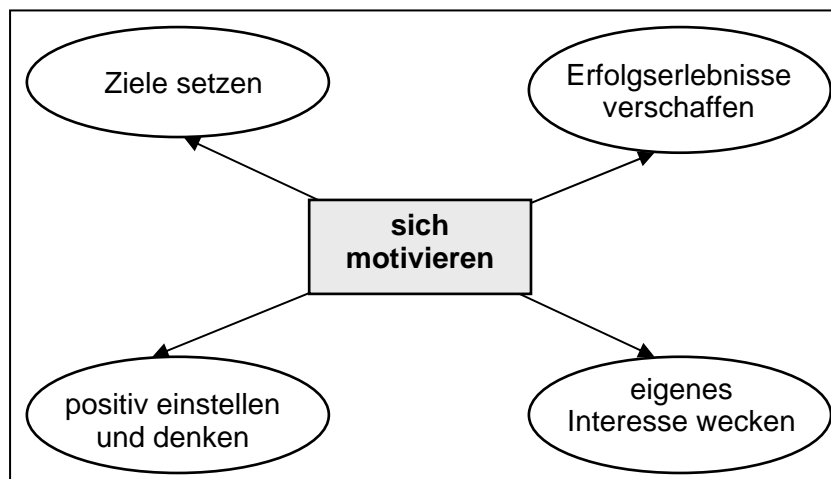 Ziele setzen
Erfolgserlebnisse
verschaffen
sich
motivieren
positiv einstellen
und denken
eigenes
Interesse wecken